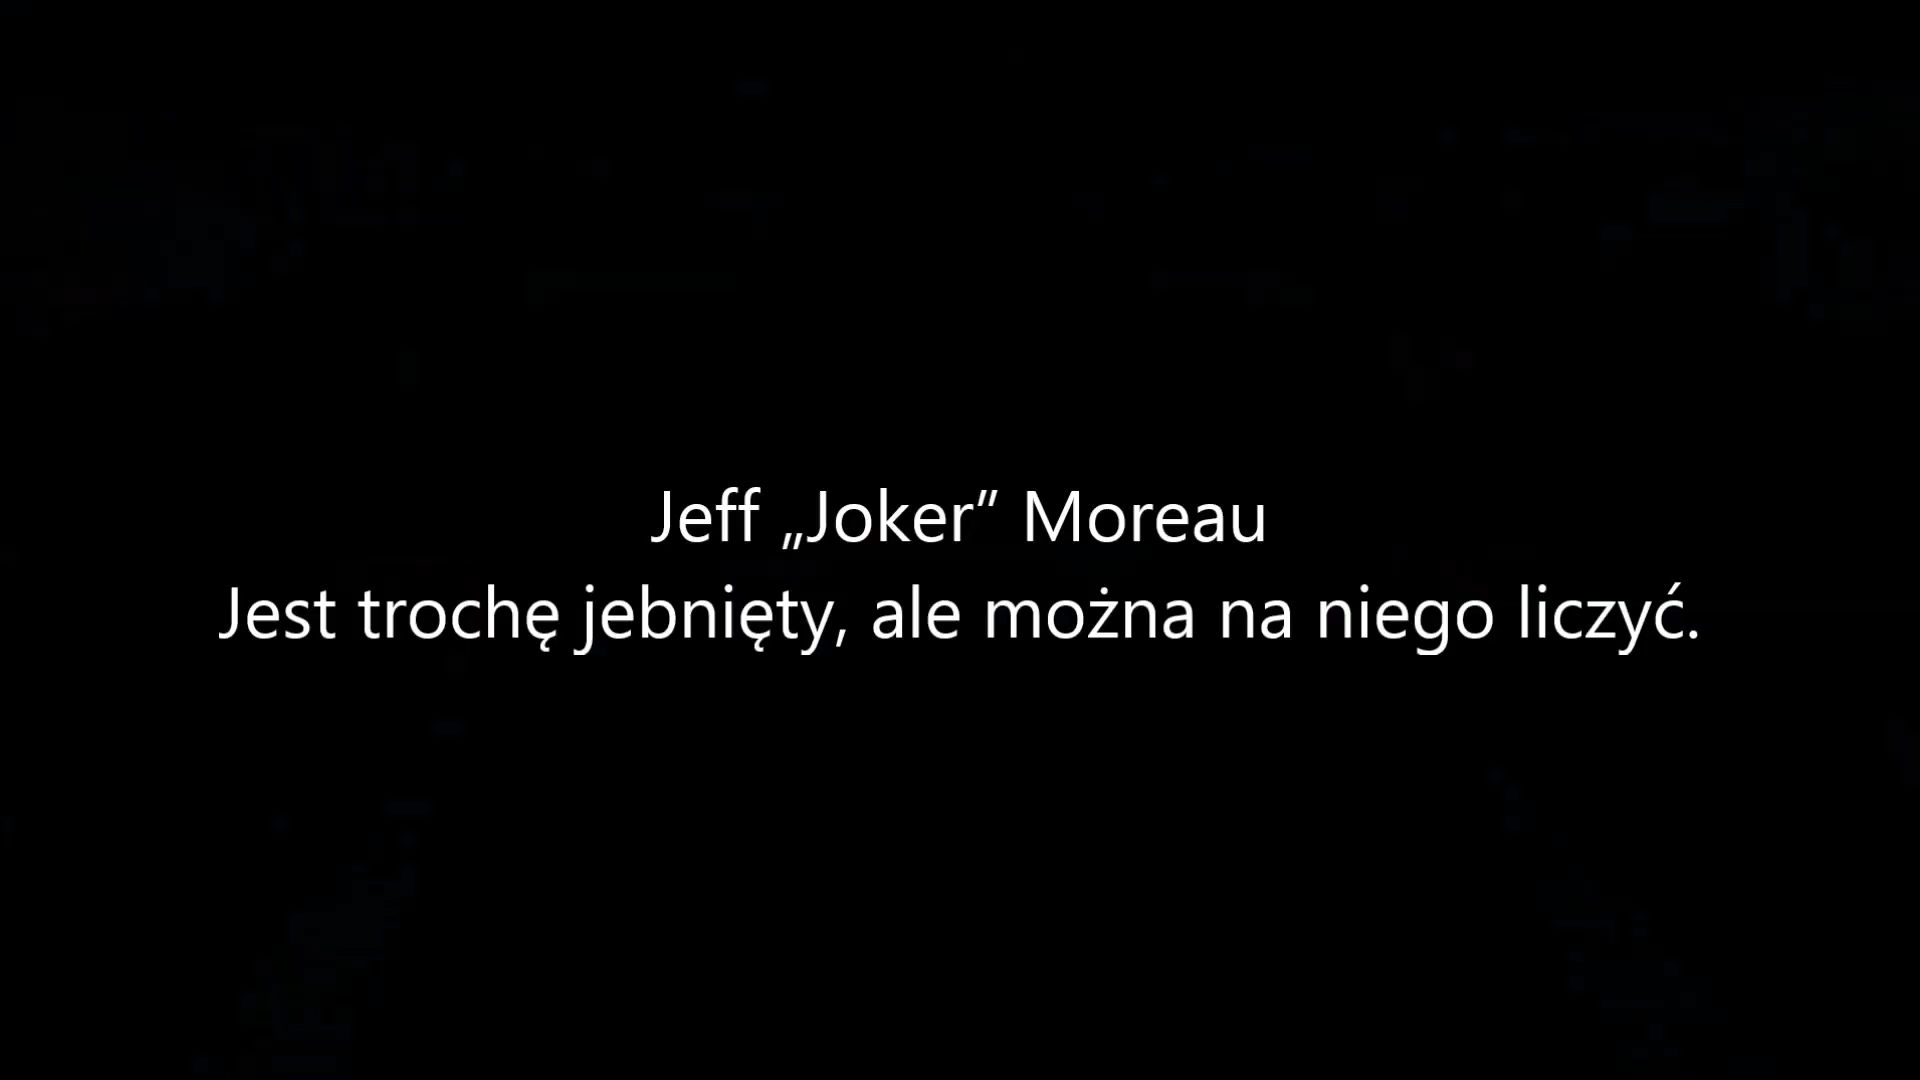 Jeff „Joker” Moreau
Jest trochę jebnięty, ale można na niego liczyć.